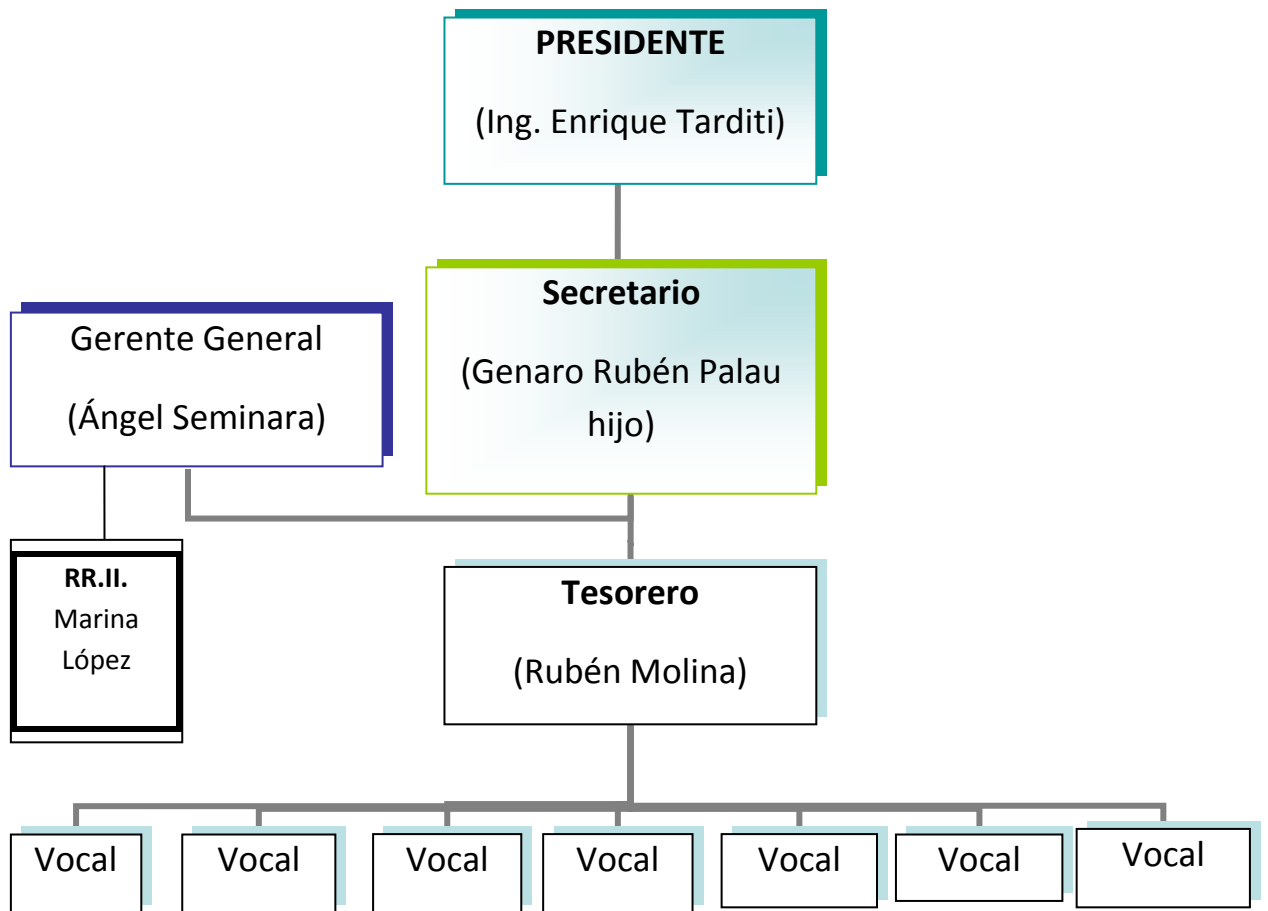 PRESIDENTE
(Ing. Enrique Tarditi)
Secretario
(Genaro Rubén Palau
hijo)
Gerente General
(Ángel Seminara)
RR.II.
Marina
López
Tesorero
(Rubén Molina)
Vocal
Vocal
Vocal
Vocal
Vocal
Vocal
Vocal